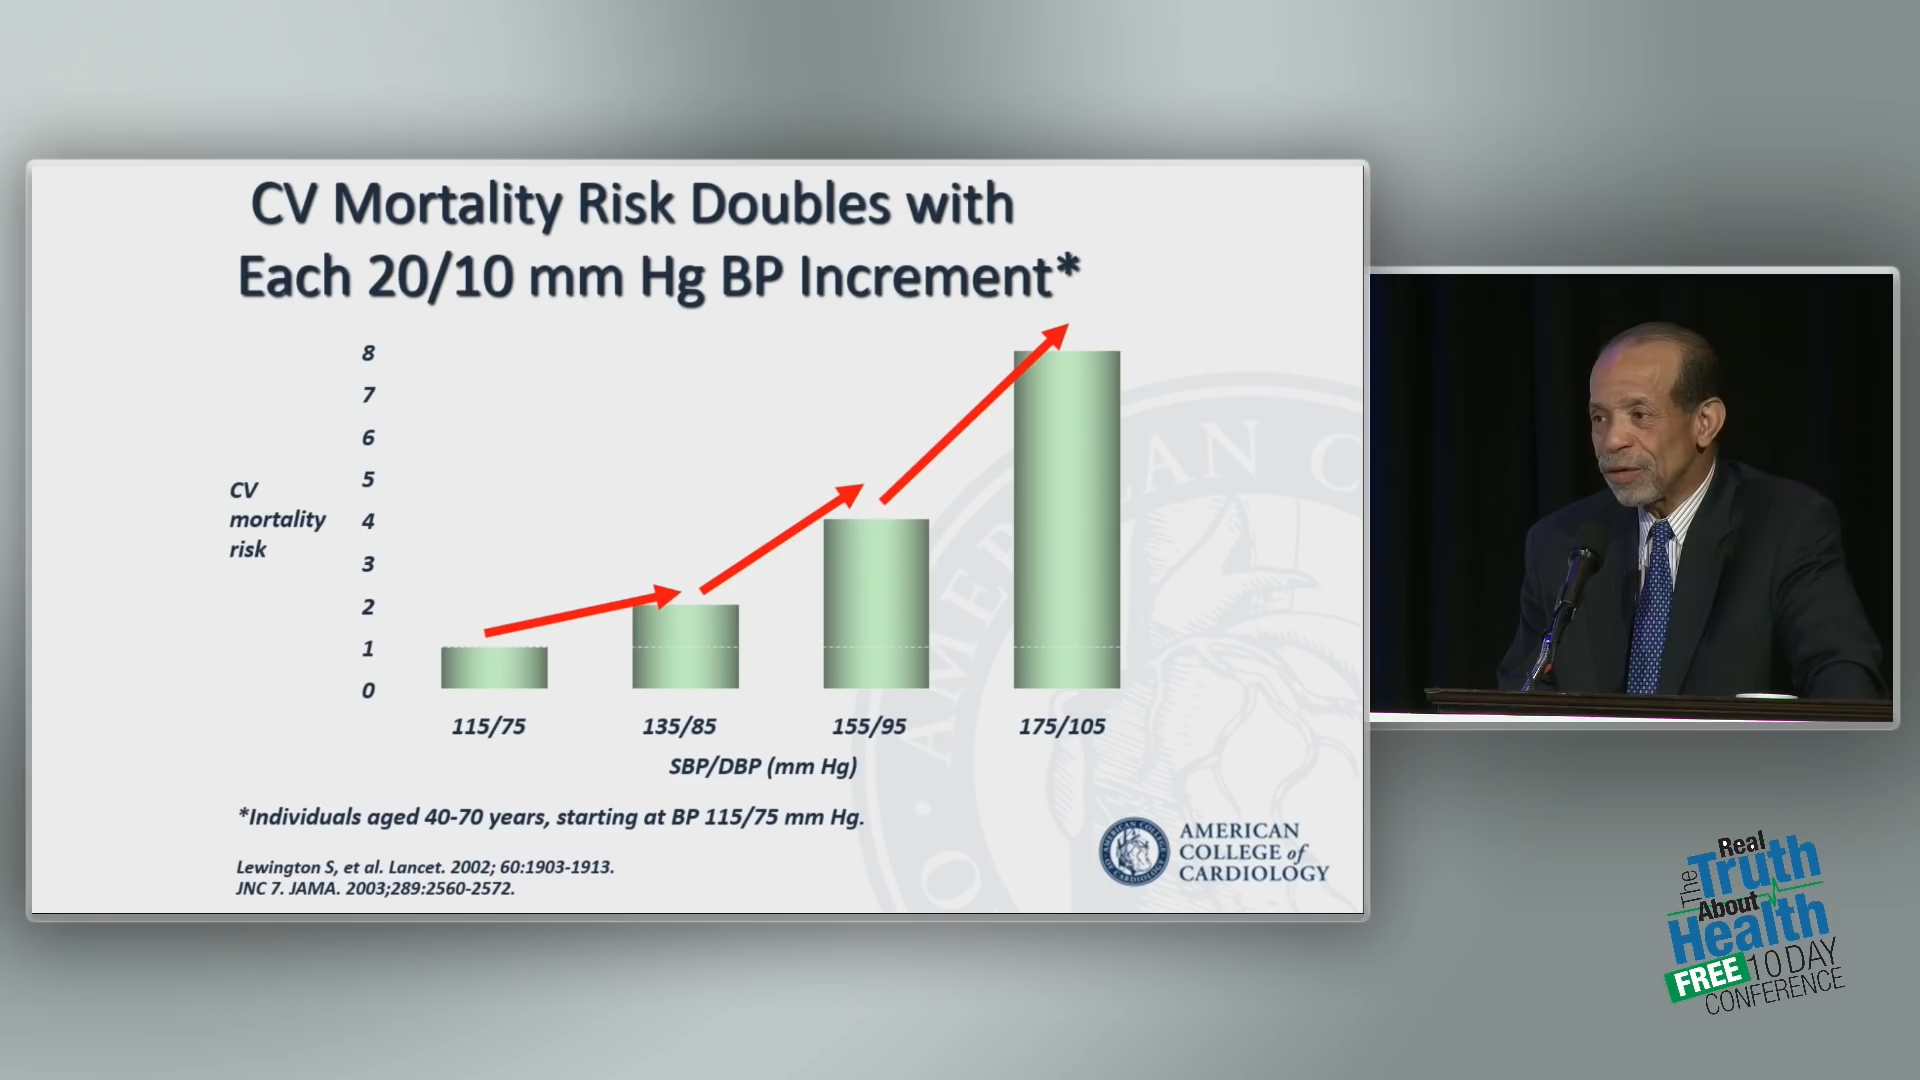 CV Mortality Risk Doubles with
Each 20/10 mm Hg BP Increment*
8
7
6
5
4
3
2
1
0
CV
mortality
risk
115/75
135/85
155/95
175/105
SBP/DBP (mm Hg)
*Individuals aged 40-70 years, starting at BP 115/75 mm Hg.
Lewington S, et al. Lancet. 2002; 60:1903-1913.
JNC 7. JAMA. 2003;289:2560-2572.
AMERICAN
COLLEGE of
CARDIOLOGY
The Real
Truth
About
Health
FREE 10 DAY
CONFERENCE